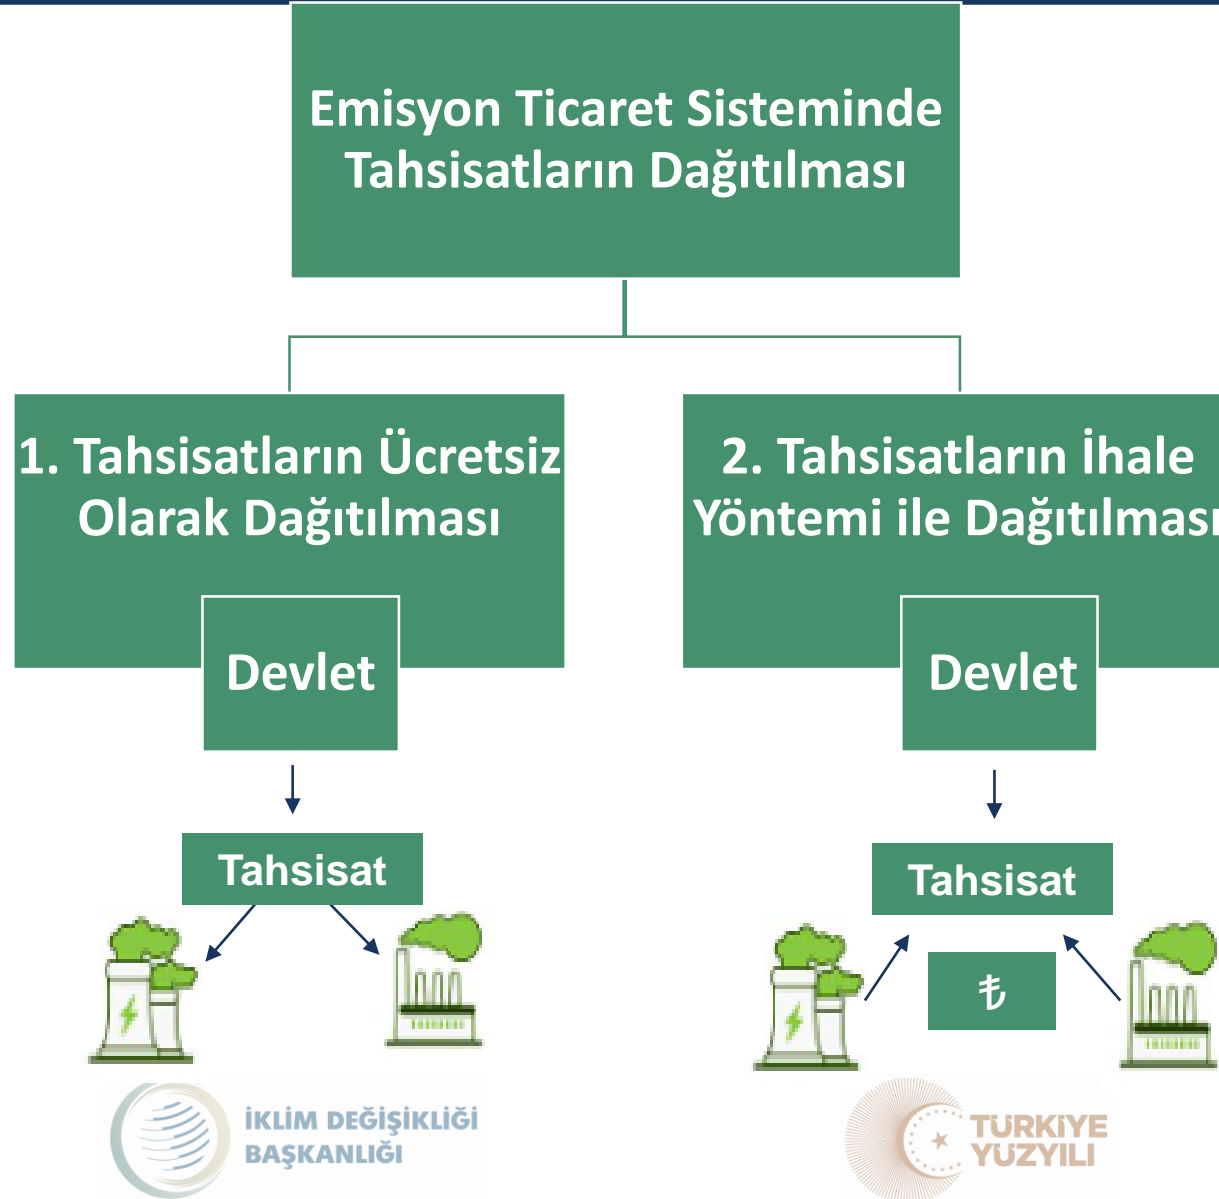 Emisyon Ticaret Sisteminde
Tahsisatların Dağıtılması
1. Tahsisatların Ücretsiz
Olarak Dağıtılması
Devlet
Tahsisat
2. Tahsisatların İhale
Yöntemi ile Dağıtılması
Devlet
Tahsisat
₺
İKLİM DEĞİŞİKLİĞİ
BAŞKANLIĞI
TÜRKİYE
YÜZYILI